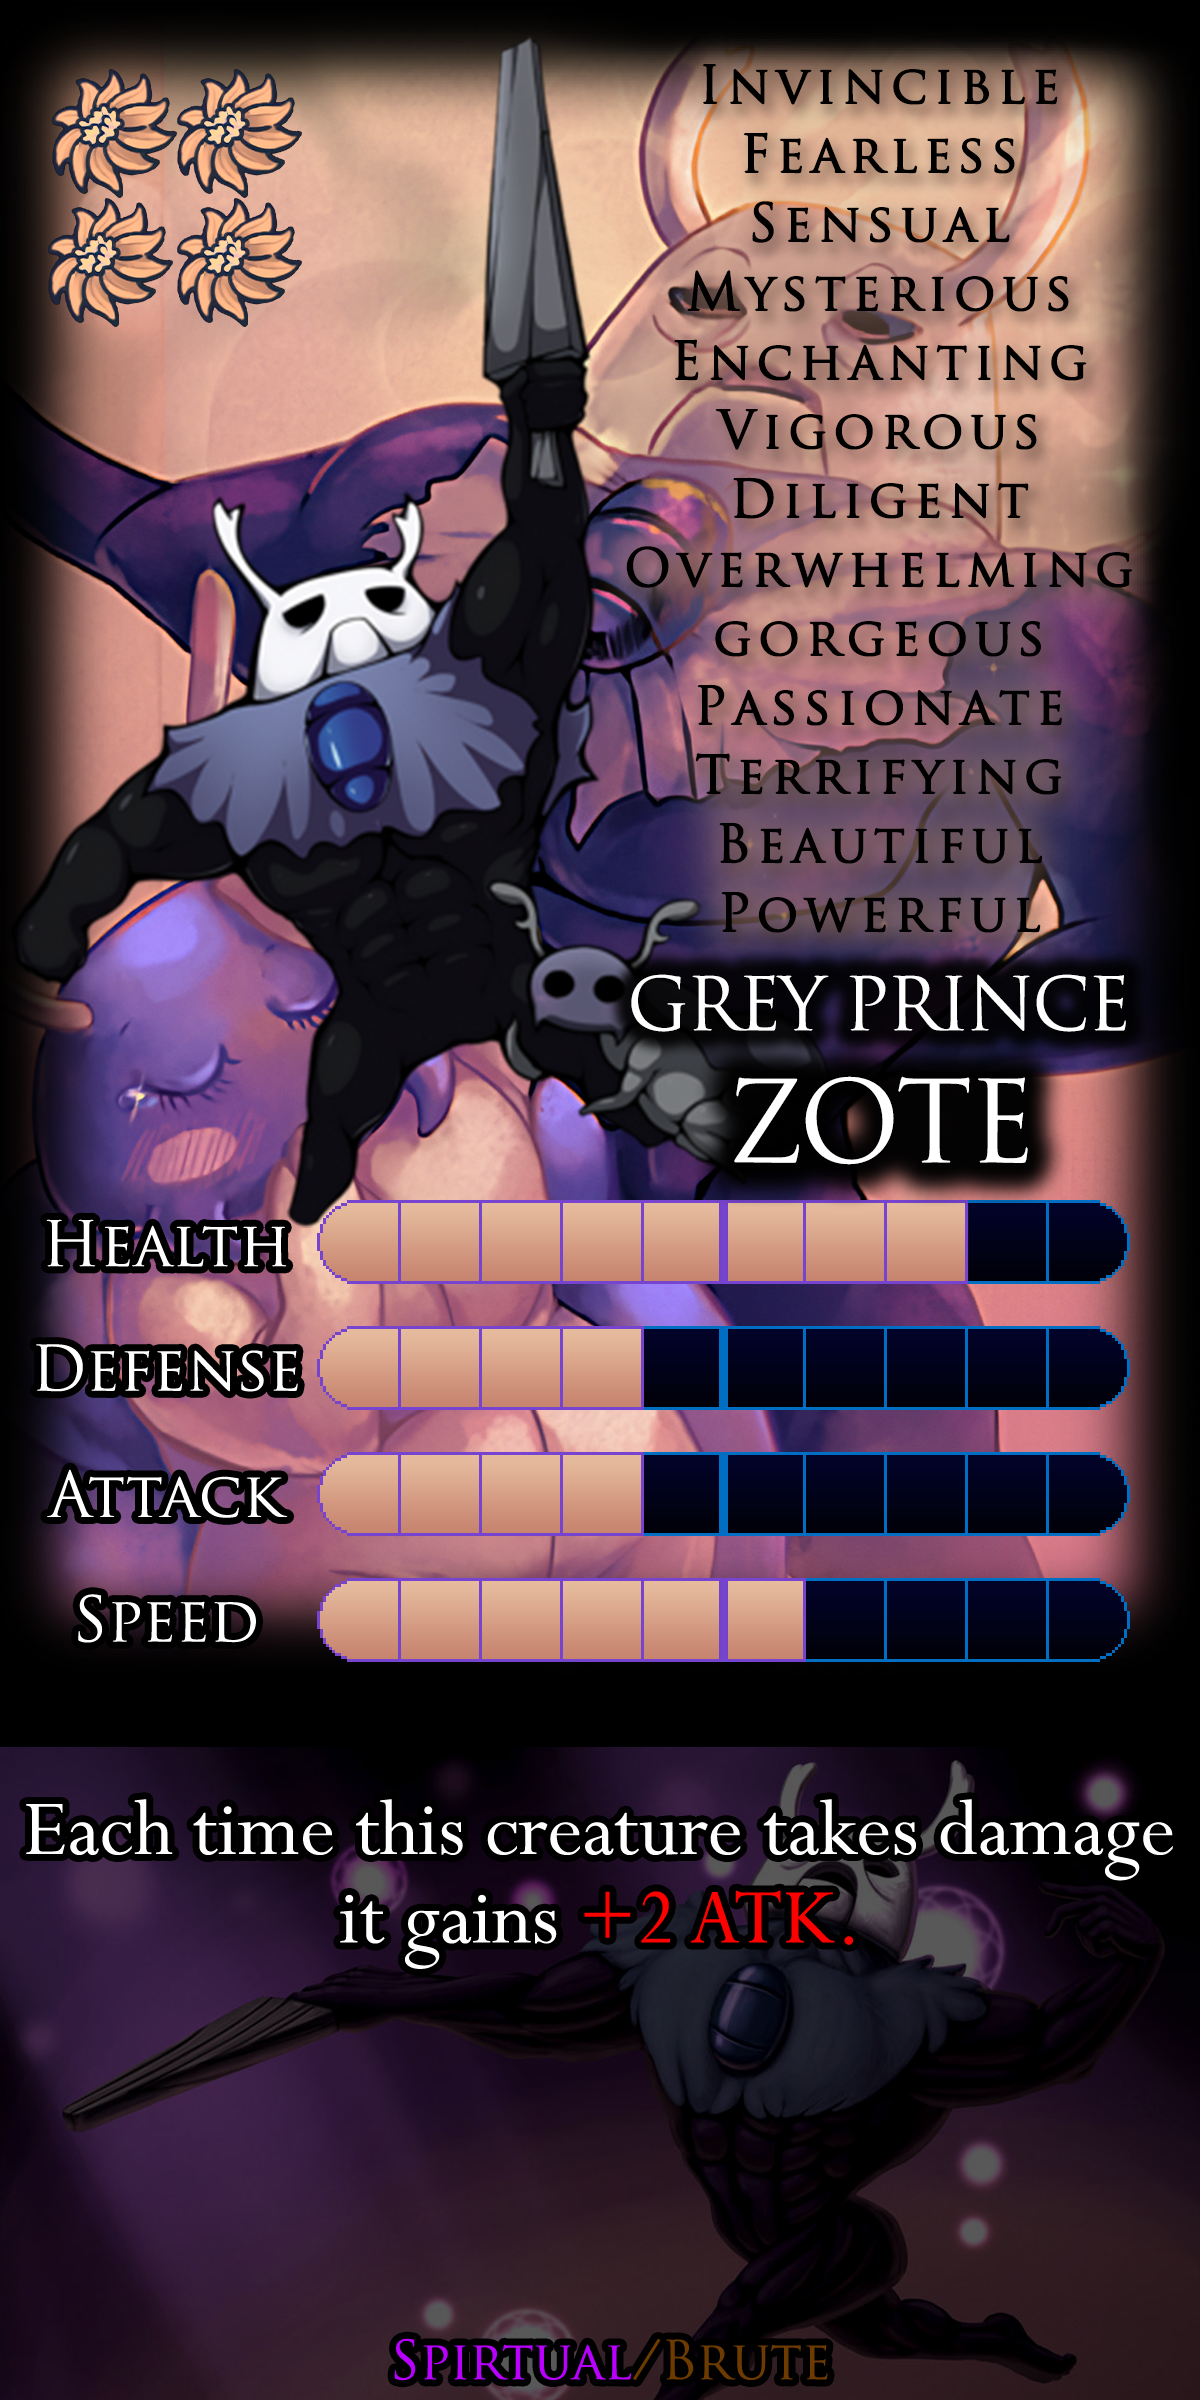 Invincible
Fearless
Sensual
Mysterious
Enchanting
Vigorous
Diligent
Overwhelming
gorgeous
Passionate
Terrifying
Beautiful
Powerful
GREY PRINCE
ZOTE
Health
Defense
Attack
Speed
Each time this creature takes damage
it gains +2 ATK.
Spirtual/Brute